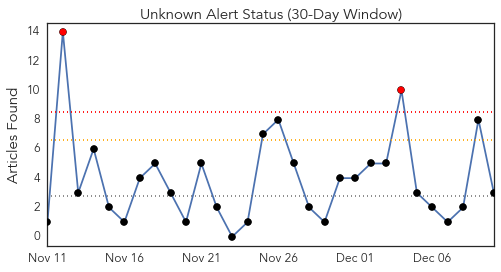 Unknown Alert Status (30-Day Window)
Articles Found
14
12
10
8
6
4
2
0
Nov 11
Nov 16
Nov 21
Nov 26
Dec 01
Dec 06